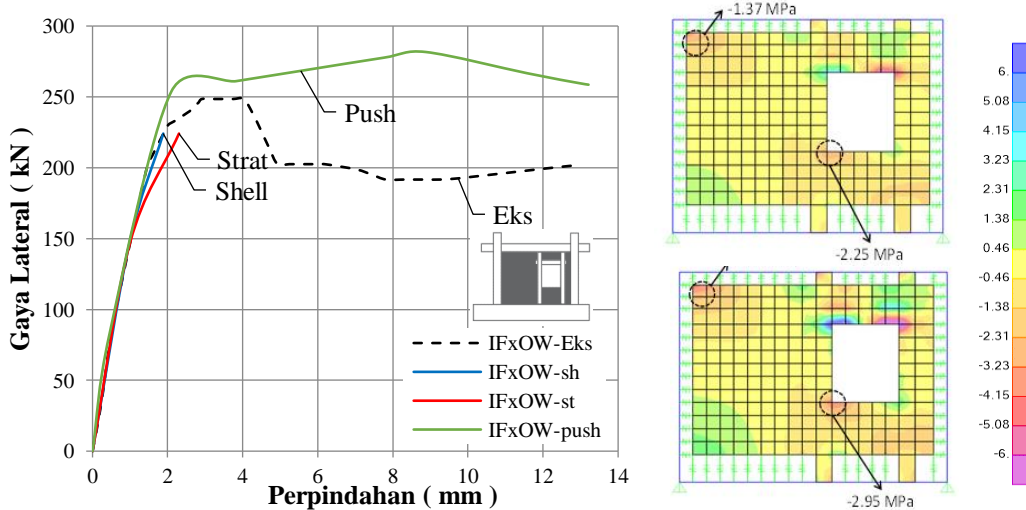 300
250
200
150
100
50
0
Gaya Lateral ( kN )
Push
Strat
Shell
Eks
IFxOW-Eks
IFxOW-sh
IFxOW-st
IFxOW-push
0 2 4 6 8 10 12 14
Perpindahan ( mm )
-1.37 MPa
-2.25 MPa
-2.95 MPa
6.
5.08
4.15
3.23
2.31
1.38
0.46
-0.46
-1.38
-2.31
-3.23
-4.15
-5.08
-6.